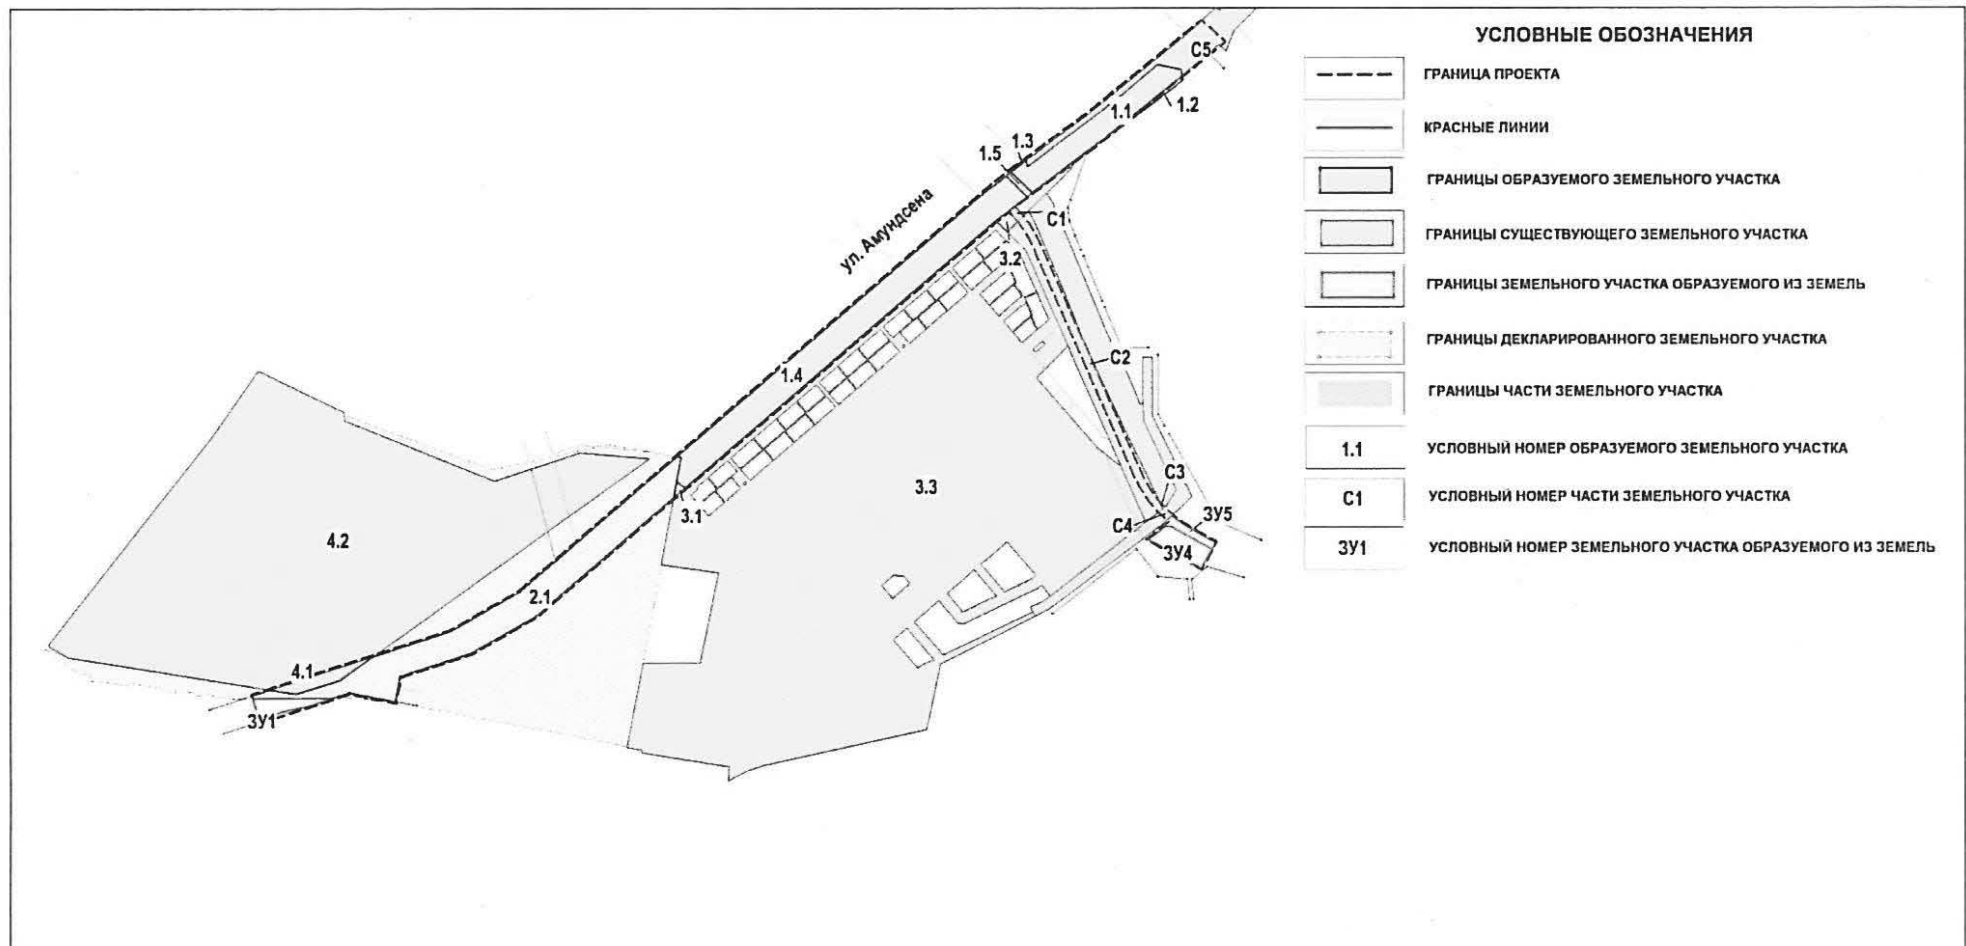 УСЛОВНЫЕ ОБОЗНАЧЕНИЯ
ГРАНИЦА ПРОЕКТА
КРАСНЫЕ ЛИНИИ
ГРАНИЦЫ ОБРАЗУЕМОГО ЗЕМЕЛЬНОГО УЧАСТКА
ГРАНИЦЫ СУЩЕСТВУЮЩЕГО ЗЕМЕЛЬНОГО УЧАСТКА
ГРАНИЦЫ ЗЕМЕЛЬНОГО УЧАСТКА ОБРАЗУЕМОГО ИЗ ЗЕМЕЛЬ
ГРАНИЦЫ ДЕКЛАРИРОВАННОГО ЗЕМЕЛЬНОГО УЧАСТКА
ГРАНИЦЫ ЧАСТИ ЗЕМЕЛЬНОГО УЧАСТКА
1.1 УСЛОВНЫЙ НОМЕР ОБРАЗУЕМОГО ЗЕМЕЛЬНОГО УЧАСТКА
С1 УСЛОВНЫЙ НОМЕР ЧАСТИ ЗЕМЕЛЬНОГО УЧАСТКА
ЗУ1 УСЛОВНЫЙ НОМЕР ЗЕМЕЛЬНОГО УЧАСТКА ОБРАЗУЕМОГО ИЗ ЗЕМЕЛЬ
С5
1.2
1.1
1.3
1.5
ул. Амундсена
С1
3.2
С2
1.4
С3
3.3
3.1
С4
ЗУ5
ЗУ4
4.2
2.1
4.1
ЗУ1